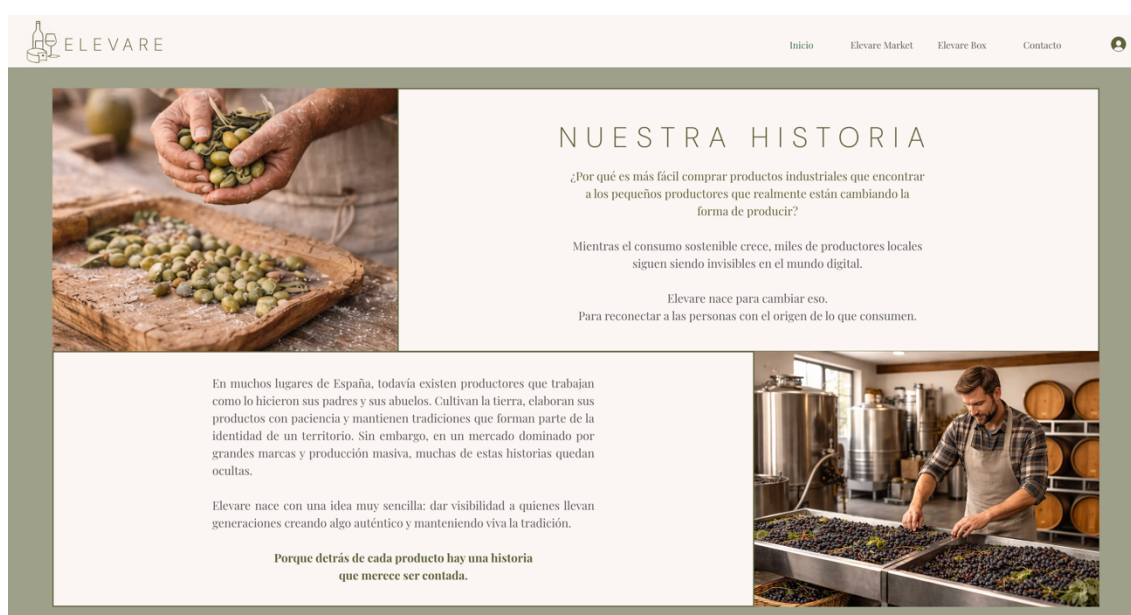 ELEVARE
Inicio
Elevare Market
Elevare Box
Contacto
NUESTRA HISTORIA
¿Por qué es más fácil comprar productos industriales que encontrar
a los pequeños productores que realmente están cambiando la
forma de producir?
Mientras el consumo sostenible crece, miles de productores locales
siguen siendo invisibles en el mundo digital.
Elevare nace para cambiar eso.
Para reconectar a las personas con el origen de lo que consumen.
En muchos lugares de España, todavía existen productores que trabajan
como lo hicieron sus padres y sus abuelos. Cultivan la tierra, elaboran sus
productos con paciencia y mantienen tradiciones que forman parte de la
identidad de un territorio. Sin embargo, en un mercado dominado por
grandes marcas y producción masiva, muchas de estas historias quedan
ocultas.
Elevare nace con una idea muy sencilla: dar visibilidad a quienes llevan
generaciones creando algo auténtico y manteniendo viva la tradición.
Porque detrás de cada producto hay una historia
que merece ser contada.